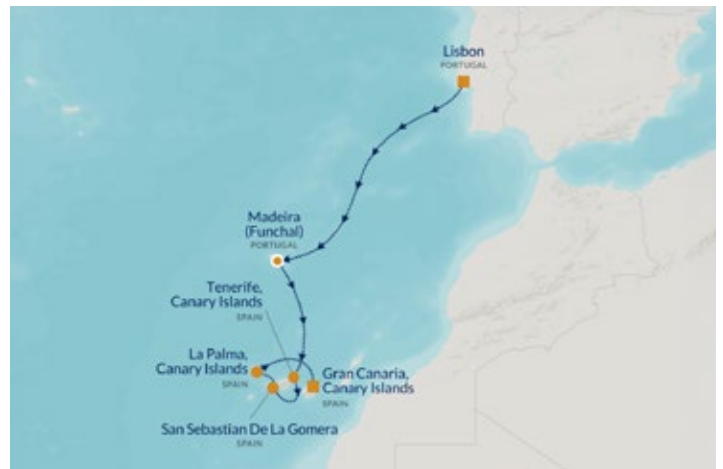 Lisbon
PORTUGAL
Madeira
(Funchal)
PORTUGAL
Tenerife,
Canary Islands
SPAIN
La Palma,
Canary Islands
SPAIN
Gran Canaria,
Canary Islands
SPAIN
San Sebastian De La Gomera
SPAIN